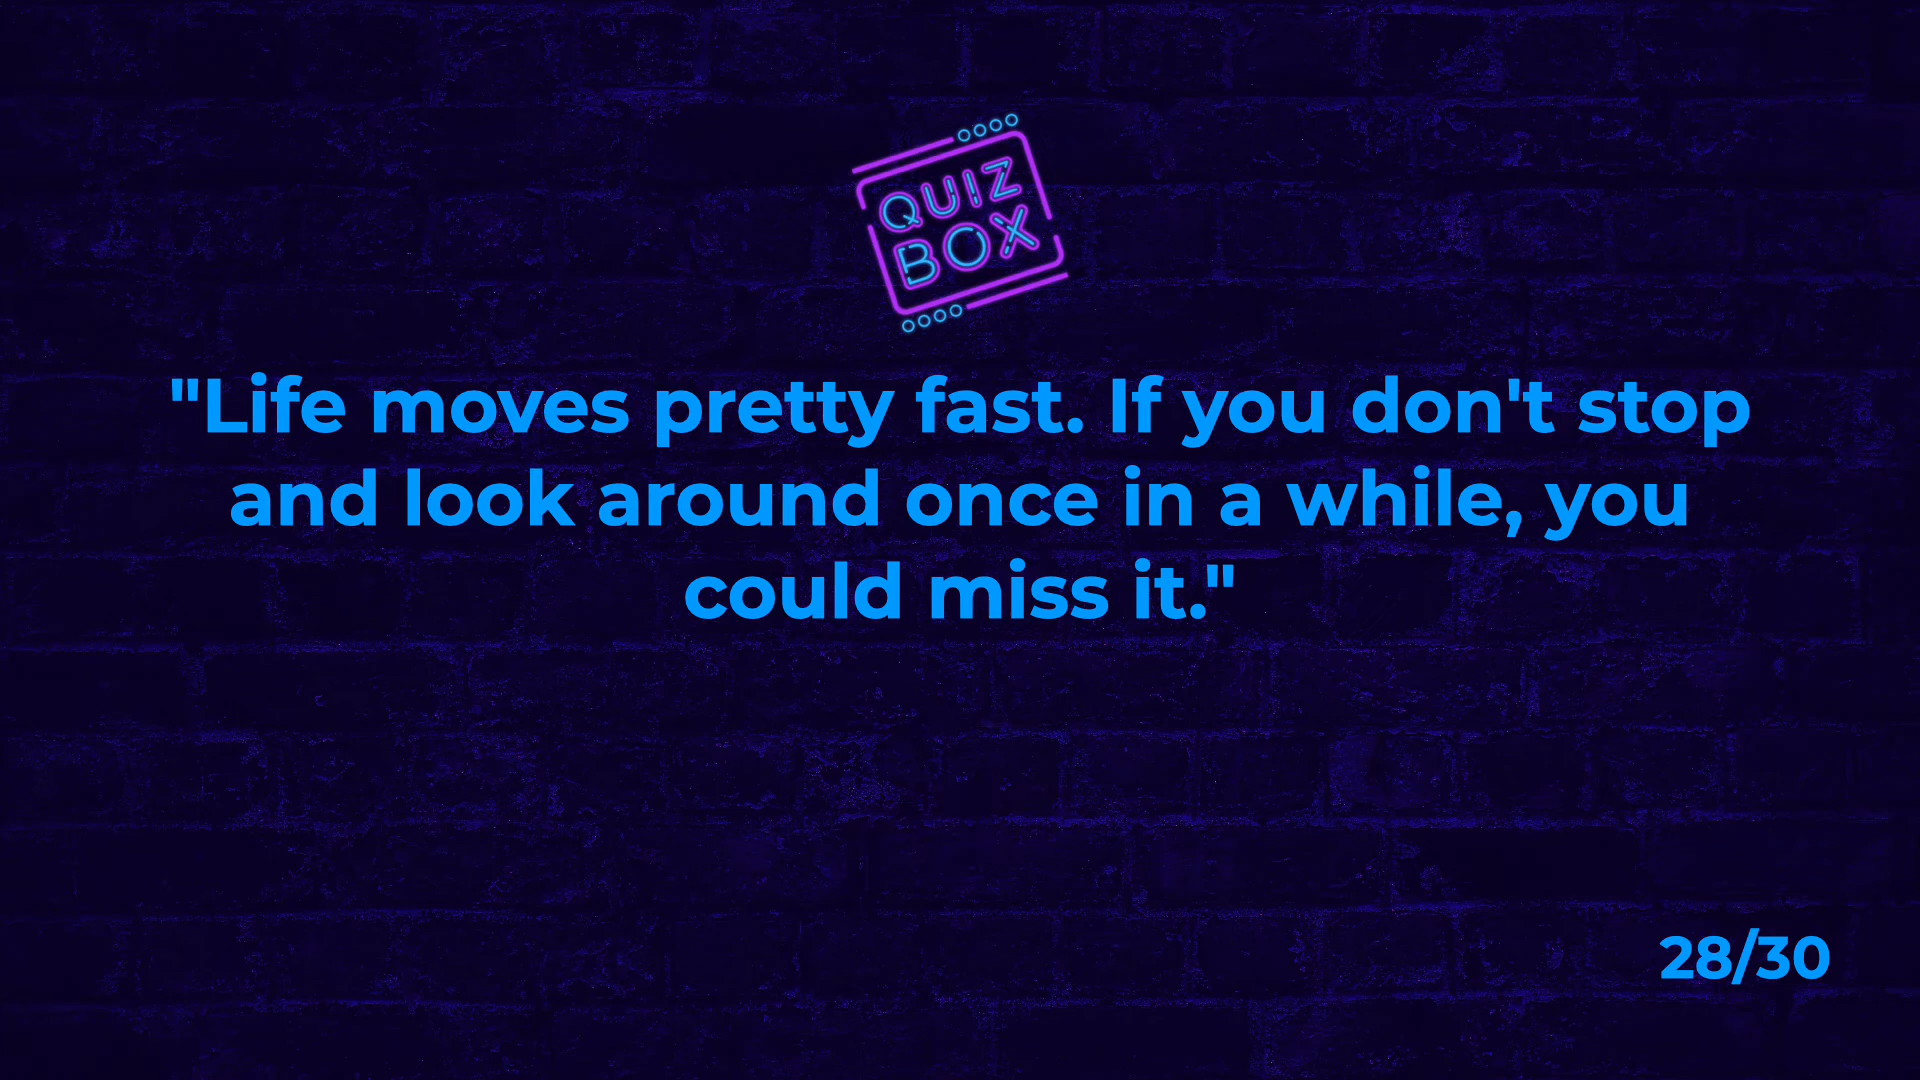 QUIZ
BOX
"Life moves pretty fast. If you don't stop
and look around once in a while, you
could miss it."
28/30